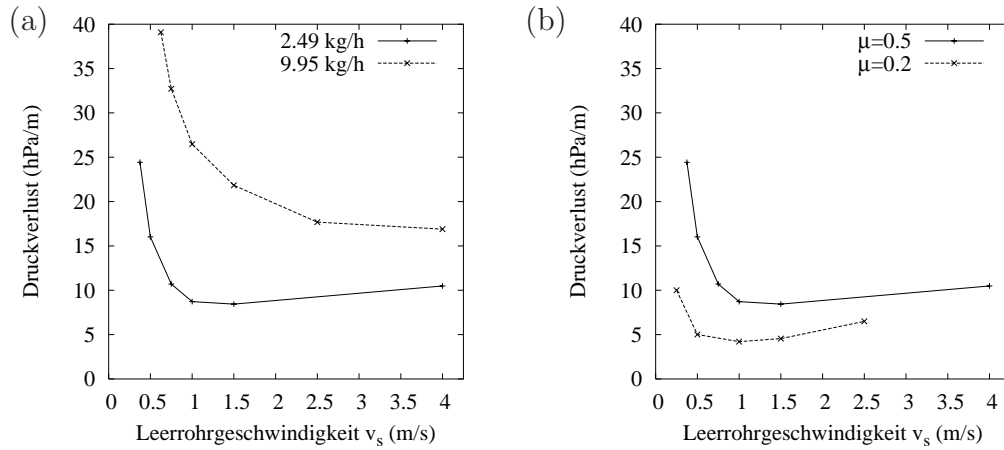 (a)
40
35
30
25
20
15
10
5
0
Druckverlust (hPa/m)
2.49 kg/h
9.95 kg/h
0 0.5 1 1.5 2 2.5 3 3.5 4
Leerrohrgeschwindigkeit vs (m/s)
(b)
40
35
30
25
20
15
10
5
0
Druckverlust (hPa/m)
μ=0.5
μ=0.2
0 0.5 1 1.5 2 2.5 3 3.5 4
Leerrohrgeschwindigkeit vs (m/s)